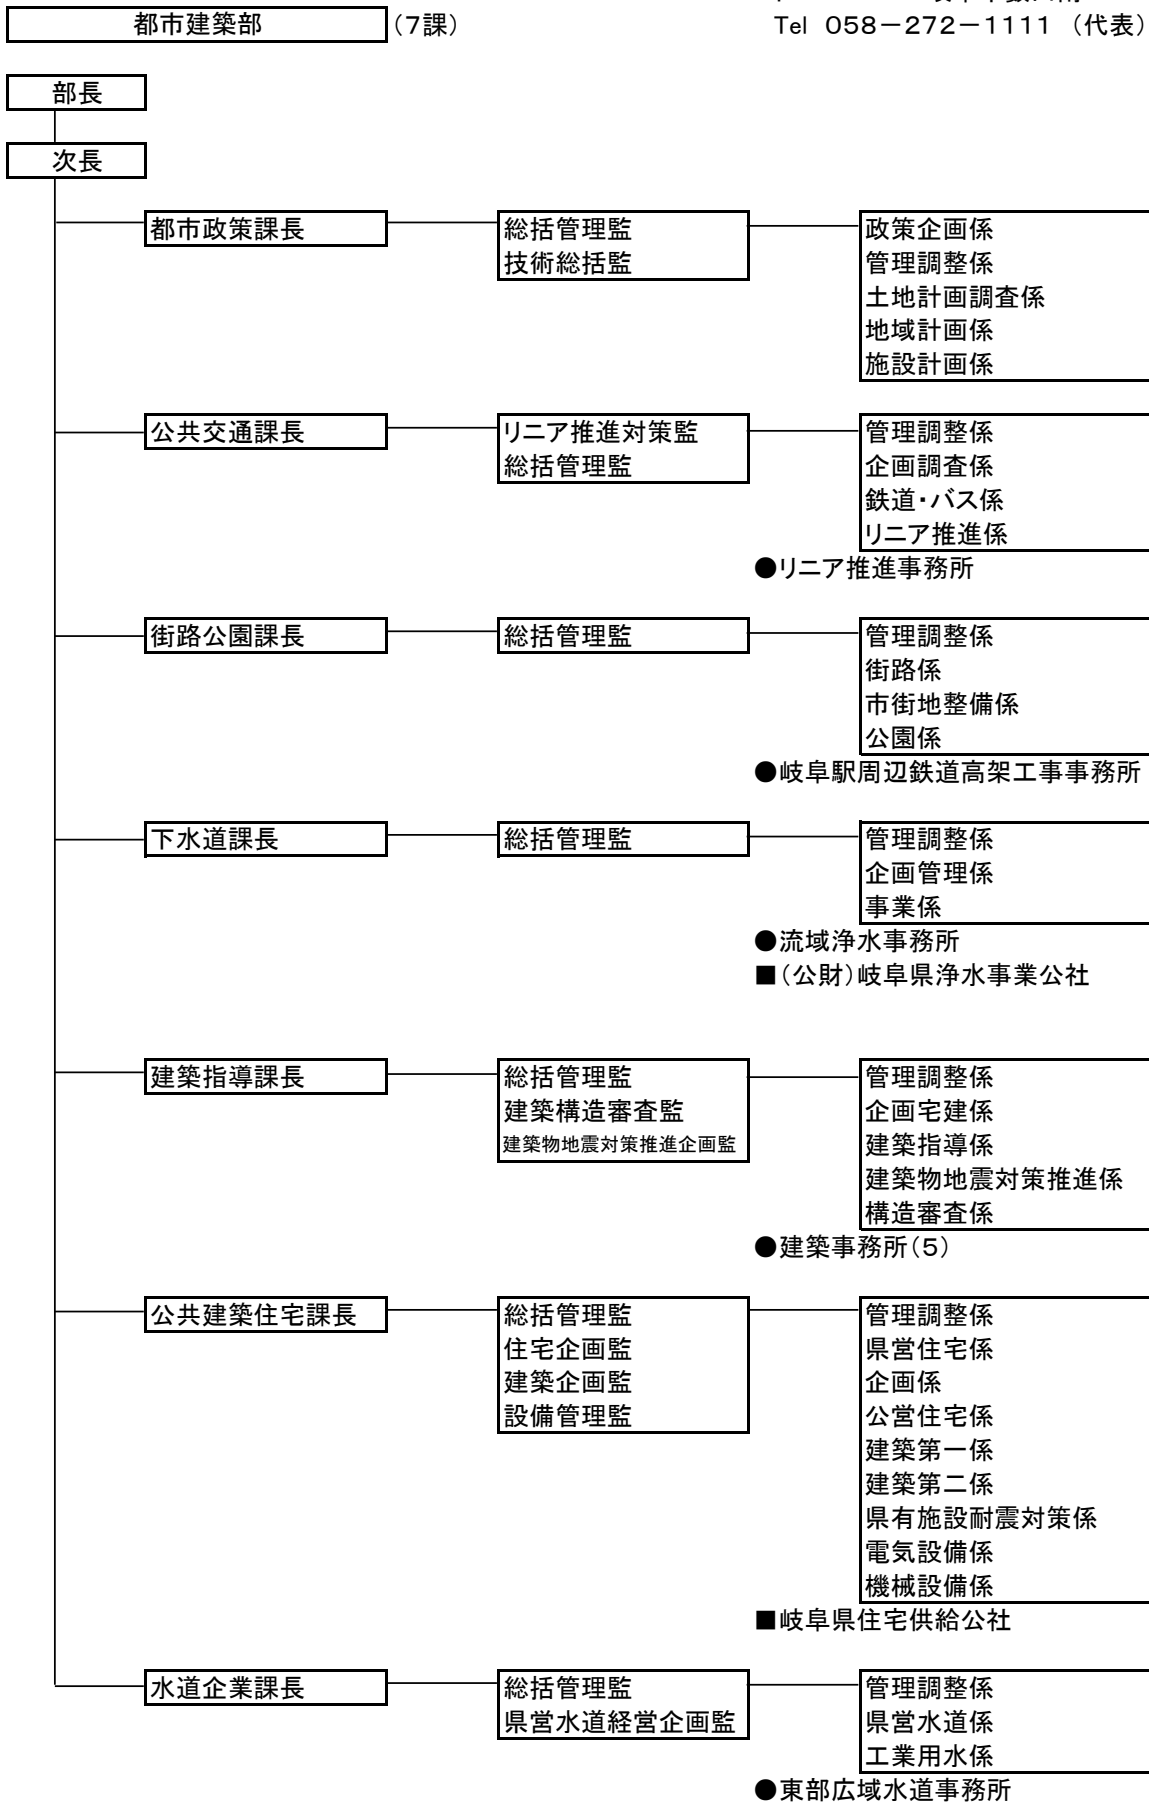 都市建築部 （7課）
Tel 058－272－1111 （代表）
部長
次長
都市政策課長
総括管理監
技術総括監
政策企画係
管理調整係
土地計画調査係
地域計画係
施設計画係
公共交通課長
リニア推進対策監
総括管理監
管理調整係
企画調査係
鉄道・バス係
リニア推進係
●リニア推進事務所
街路公園課長
総括管理監
管理調整係
街路係
市街地整備係
公園係
●岐阜駅周辺鉄道高架工事事務所
下水道課長
総括管理監
管理調整係
企画管理係
事業係
●流域浄水事務所
■（公財）岐阜県浄水事業公社
建築指導課長
総括管理監
建築構造審査監
建築物地震対策推進企画監
管理調整係
企画宅建係
建築指導係
建築物地震対策推進係
構造審査係
●建築事務所（5）
公共建築住宅課長
総括管理監
住宅企画監
建築企画監
設備管理監
管理調整係
県営住宅係
企画係
公営住宅係
建築第一係
建築第二係
県有施設耐震対策係
電気設備係
機械設備係
■岐阜県住宅供給公社
水道企業課長
総括管理監
県営水道経営企画監
管理調整係
県営水道係
工業用水係
●東部広域水道事務所